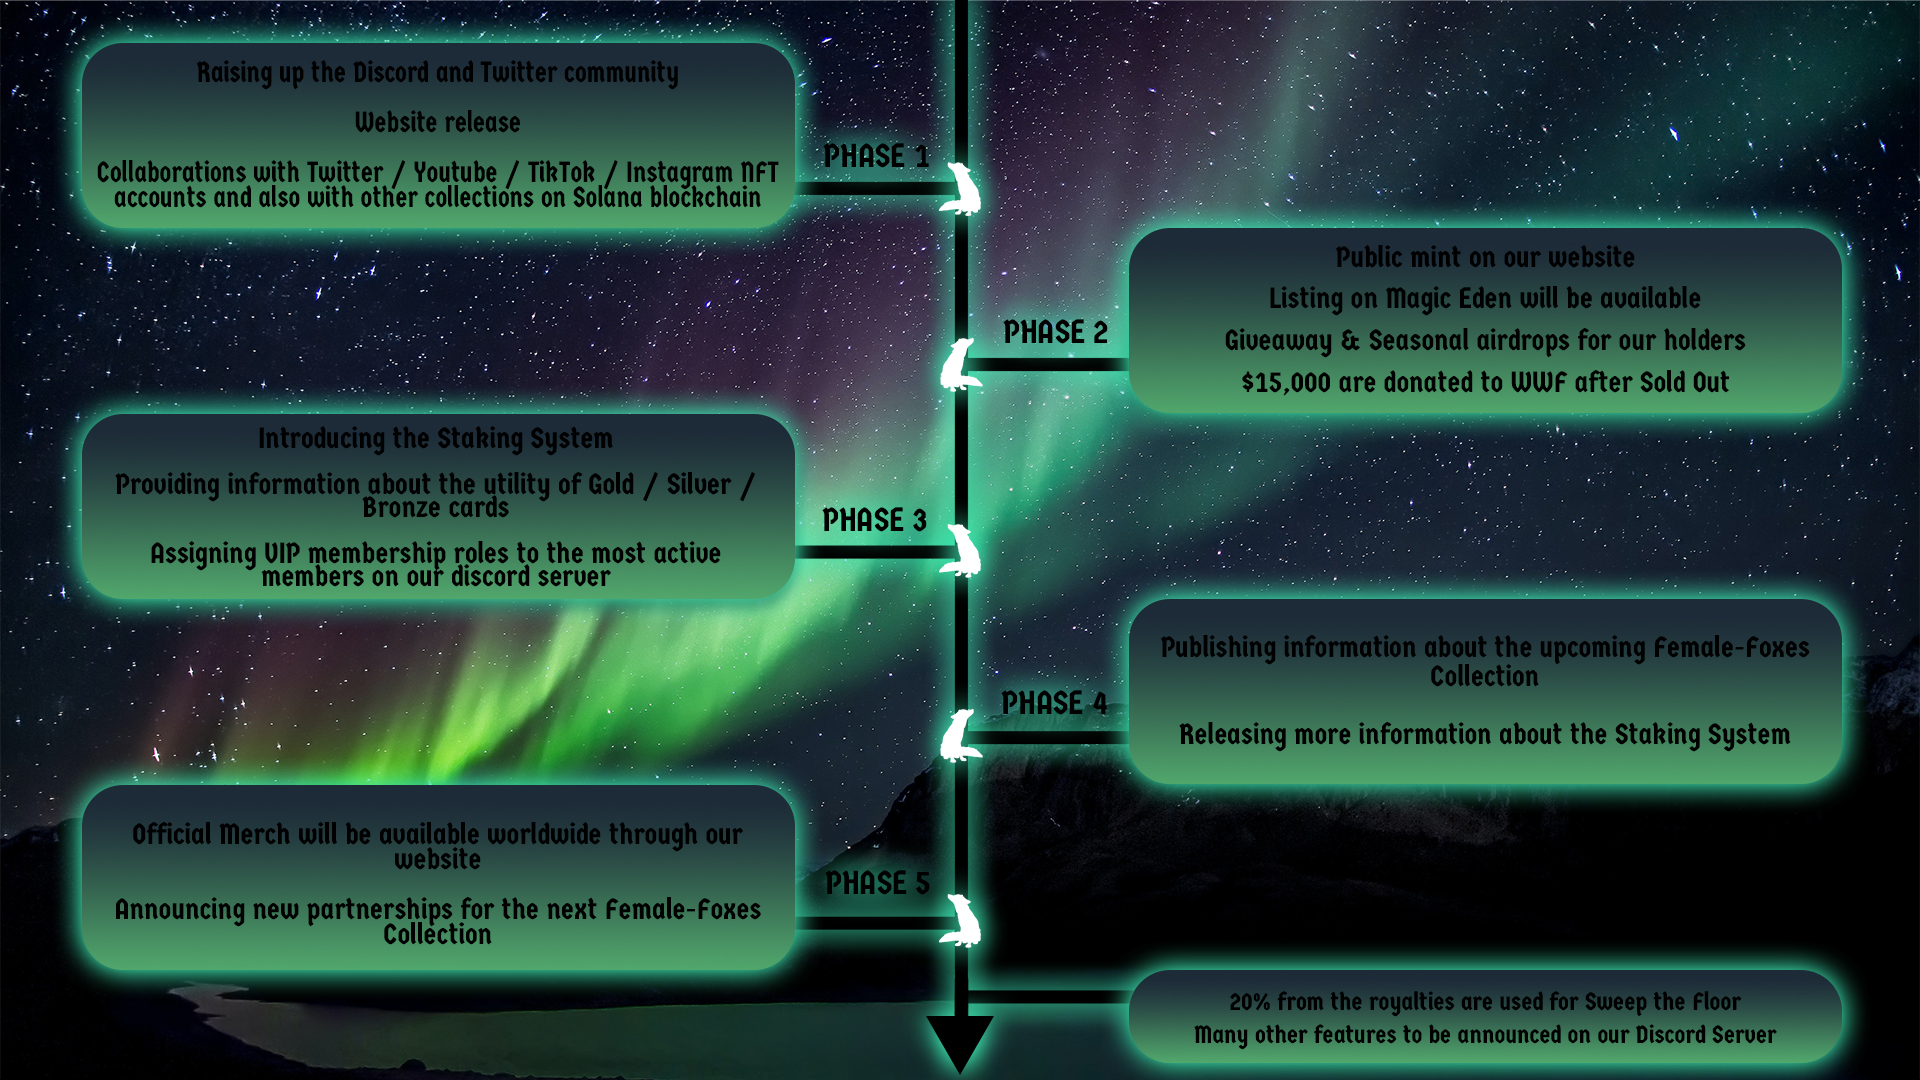 Raising up the Discord and Twitter community
Website release
Collaborations with Twitter / Youtube / TikTok / Instagram NFT
accounts and also with other collections on Solana blockchain
PHASE 1
PHASE 2
Public mint on our website
Listing on Magic Eden will be available
Giveaway & Seasonal airdrops for our holders
$15,000 are donated to WWF after Sold Out
Introducing the Staking System
Providing information about the utility of Gold / Silver /
Bronze cards
Assigning VIP membership roles to the most active
members on our discord server
PHASE 3
PHASE 4
Publishing information about the upcoming Female-Foxes
Collection
Releasing more information about the Staking System
Official Merch will be available worldwide through our
website
Announcing new partnerships for the next Female-Foxes
Collection
PHASE 5
20% from the royalties are used for Sweep the Floor
Many other features to be announced on our Discord Server